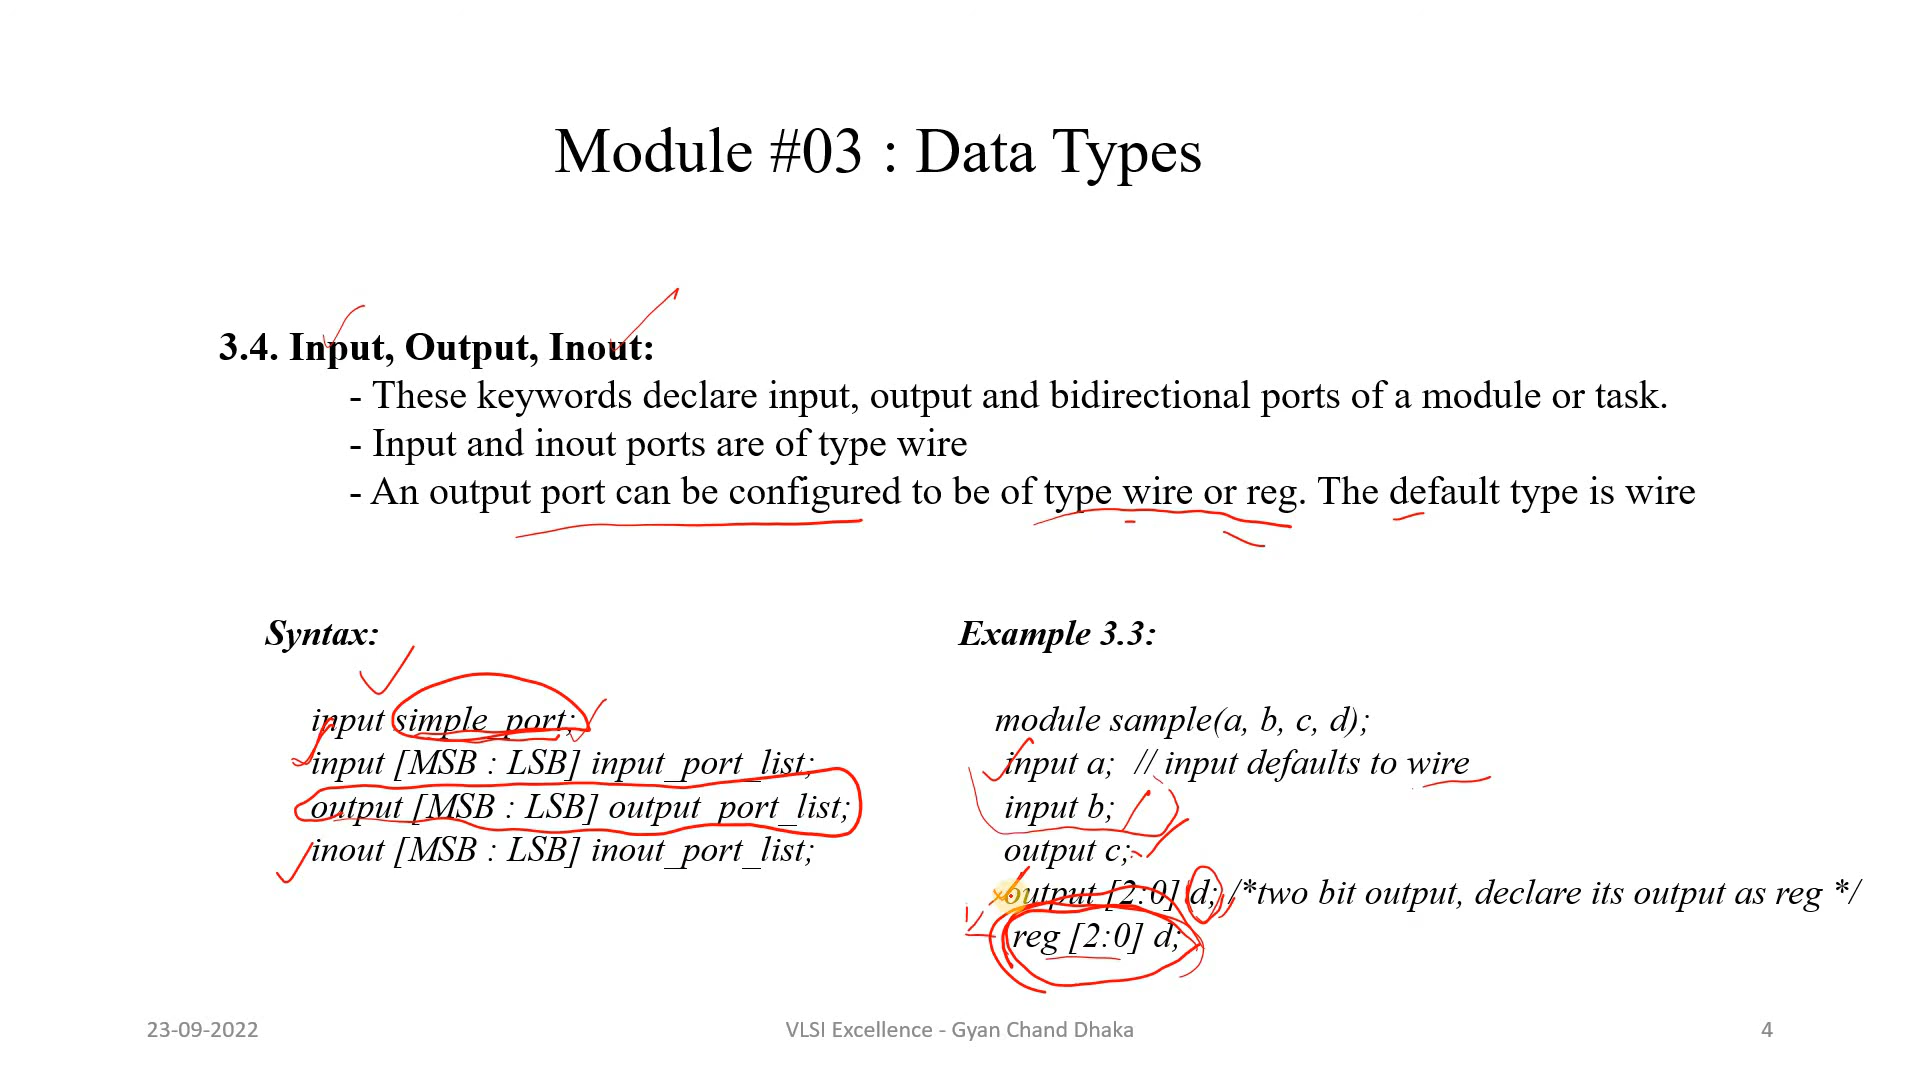 Module #03 : Data Types
3.4. Input, Output, Inout:
- These keywords declare input, output and bidirectional ports of a module or task.
- Input and inout ports are of type wire
- An output port can be configured to be of type wire or reg. The default type is wire
Syntax:
input simple_port;
input [MSB : LSB] input_port_list;
output [MSB : LSB] output_port_list;
inout [MSB : LSB] inout_port_list;
Example 3.3:
module sample(a, b, c, d);
input a; // input defaults to wire
input b;
output c;
output [2:0] d; /*two bit output, declare its output as reg */
reg [2:0] d;
23-09-2022
VLSI Excellence - Gyan Chand Dhaka
4